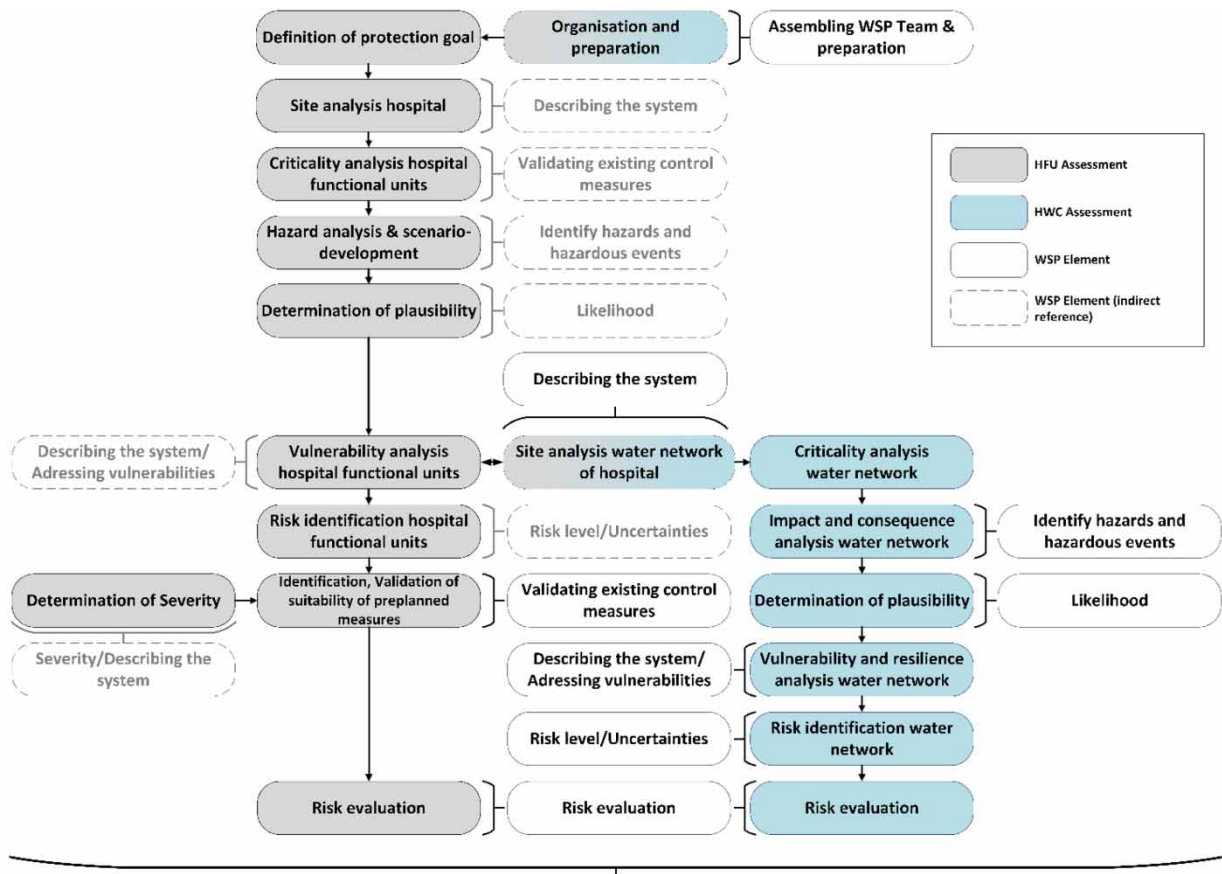 Definition of protection goal
Organisation and
preparation
Assembling WSP Team &
preparation
Site analysis hospital
Describing the system
Criticality analysis hospital
functional units
Validating existing control
measures
Hazard analysis & scenario-
development
Identify hazards and
hazardous events
Determination of plausibility
Likelihood
HFU Assessment
HWC Assessment
WSP Element
WSP Element (indirect
reference)
Describing the system
Describing the system/
Adressing vulnerabilities
Vulnerability analysis
hospital functional units
Site analysis water network
of hospital
Criticality analysis
water network
Risk identification hospital
functional units
Risk level/Uncertainties
Impact and consequence
analysis water network
Identify hazards and
hazardous events
Determination of Severity
Identification, Validation of
suitability of preplanned
measures
Validating existing control
measures
Determination of plausibility
Likelihood
Severity/Describing the
system
Describing the system/
Adressing vulnerabilities
Vulnerability and resilience
analysis water network
Risk level/Uncertainties
Risk identification water
network
Risk evaluation
Risk evaluation
Risk evaluation